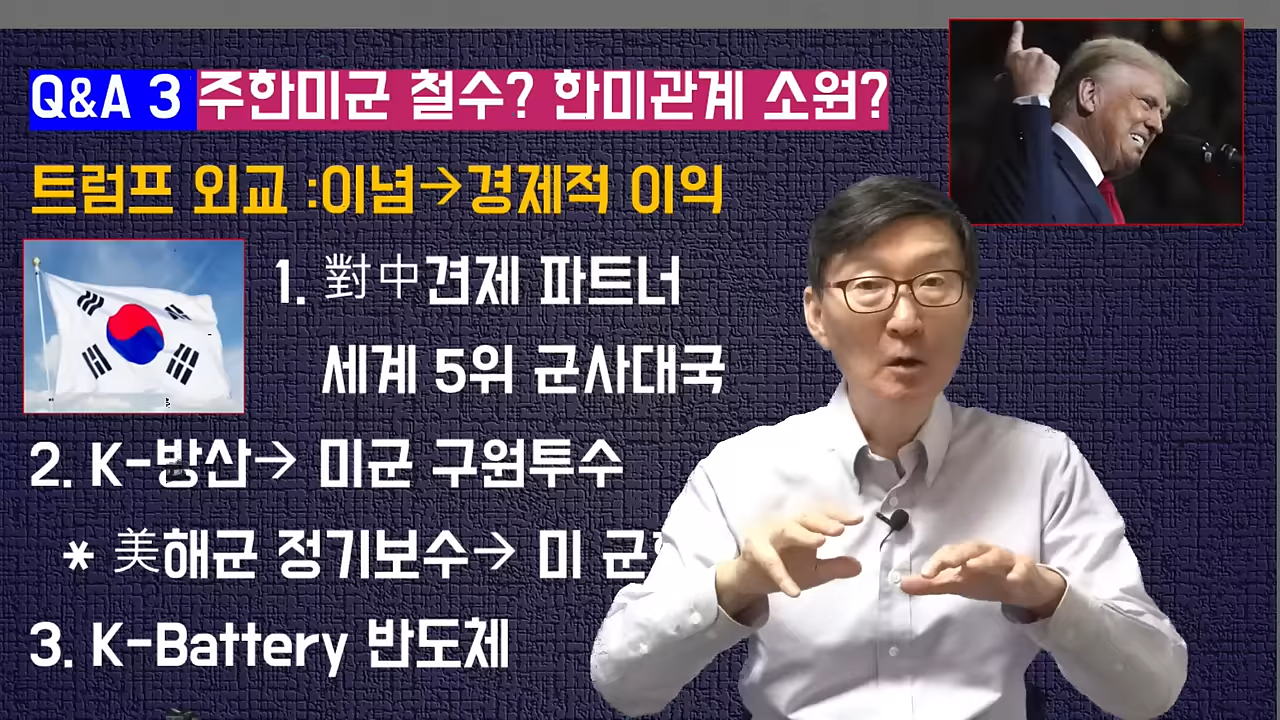 Q&A 3 주한미군 철수? 한미관계 소원?
트럼프 외교 :이념→경제적 이익
1. 對中견제 파트너
세계 5위 군사대국
2. K-방산→ 미군 구원투수
* 美해군 정기보수→ 미 군
3. K-Battery 반도체